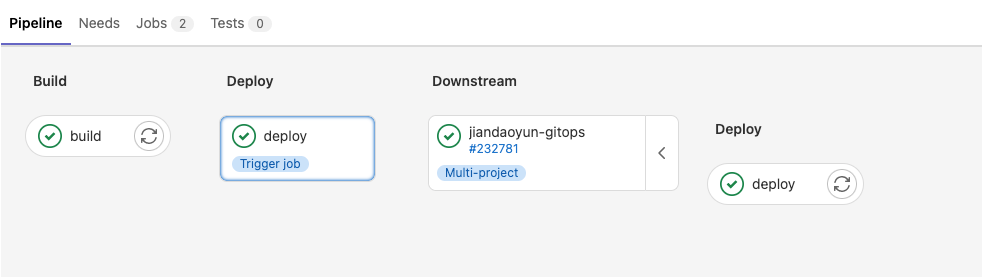 Pipeline Needs Jobs 2 Tests 0
Build
Deploy
Downstream
build
deploy
Trigger job
jiandaoyun-gitops
#232781
Multi-project
Deploy
deploy